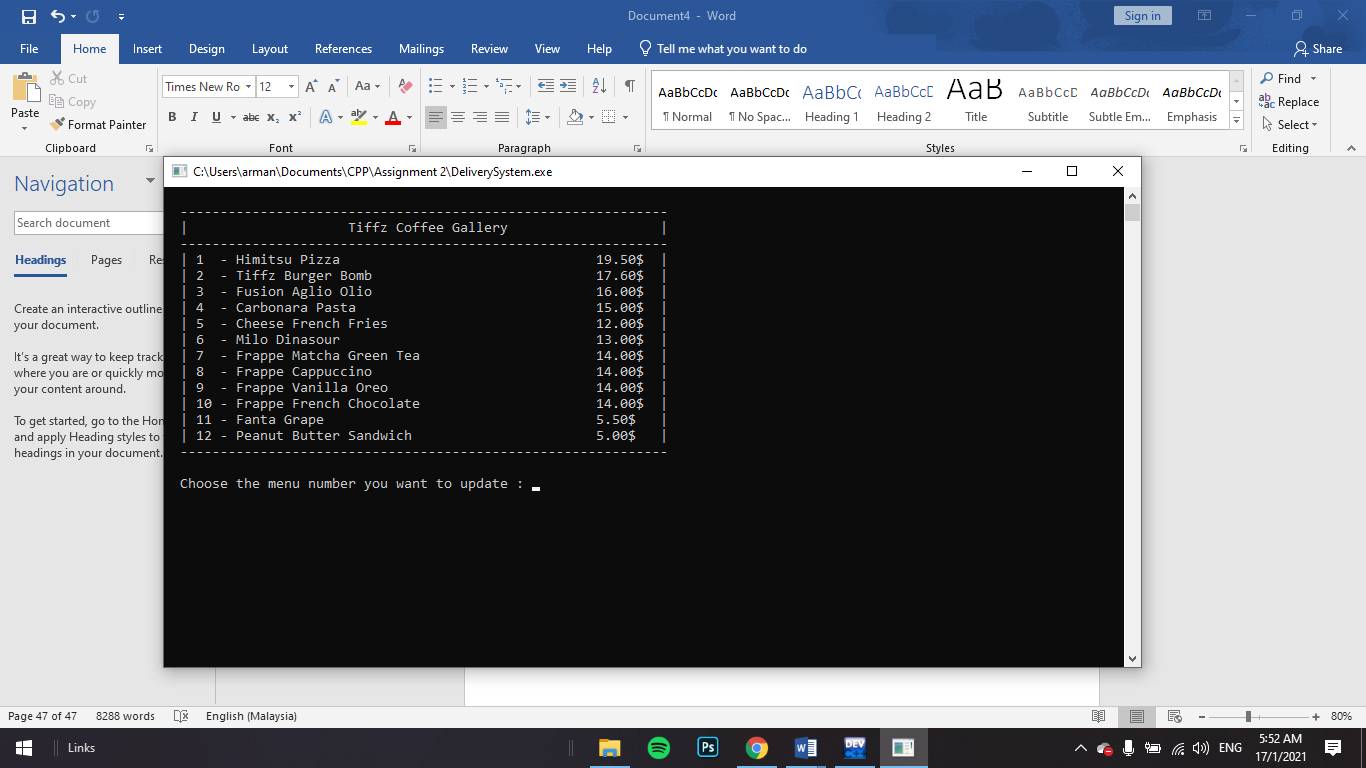 Document4 - Word
Sign in
File Home Insert Design Layout References Mailings Review View Help Tell me what you want to do Share
Paste
Cut
Copy
Format Painter
Clipboard
Times New Ro 12
Font
Paragraph
AaBbCcDc AaBbCcDc AaBbCc AaBbCcD AaB AaBbCcD AaBbCcDc AaBbCcDc
¶ Normal ¶ No Spac... Heading 1 Heading 2 Title Subtitle Subtle Em... Emphasis
Styles
Find
Replace
Select
Editing
Navigation
Search document
Headings Pages Re
Create an interactive outline
your document.
It's a great way to keep track
where you are or quickly mo
your content around.
To get started, go to the Hom
and apply Heading styles to
headings in your document.
C:\Users\arman\Documents\CPP\Assignment 2\DeliverySystem.exe
-------------------------------------------------------------
| Tiffz Coffee Gallery |
-------------------------------------------------------------
| 1 - Himitsu Pizza 19.50$ |
| 2 - Tiffz Burger Bomb 17.60$ |
| 3 - Fusion Aglio Olio 16.00$ |
| 4 - Carbonara Pasta 15.00$ |
| 5 - Cheese French Fries 12.00$ |
| 6 - Milo Dinasour 13.00$ |
| 7 - Frappe Matcha Green Tea 14.00$ |
| 8 - Frappe Cappuccino 14.00$ |
| 9 - Frappe Vanilla Oreo 14.00$ |
| 10 - Frappe French Chocolate 14.00$ |
| 11 - Fanta Grape 5.50$ |
| 12 - Peanut Butter Sandwich 5.00$ |
-------------------------------------------------------------
Choose the menu number you want to update : _
Page 47 of 47 8288 words English (Malaysia) 80%
Links
ENG
5:52 AM
17/1/2021